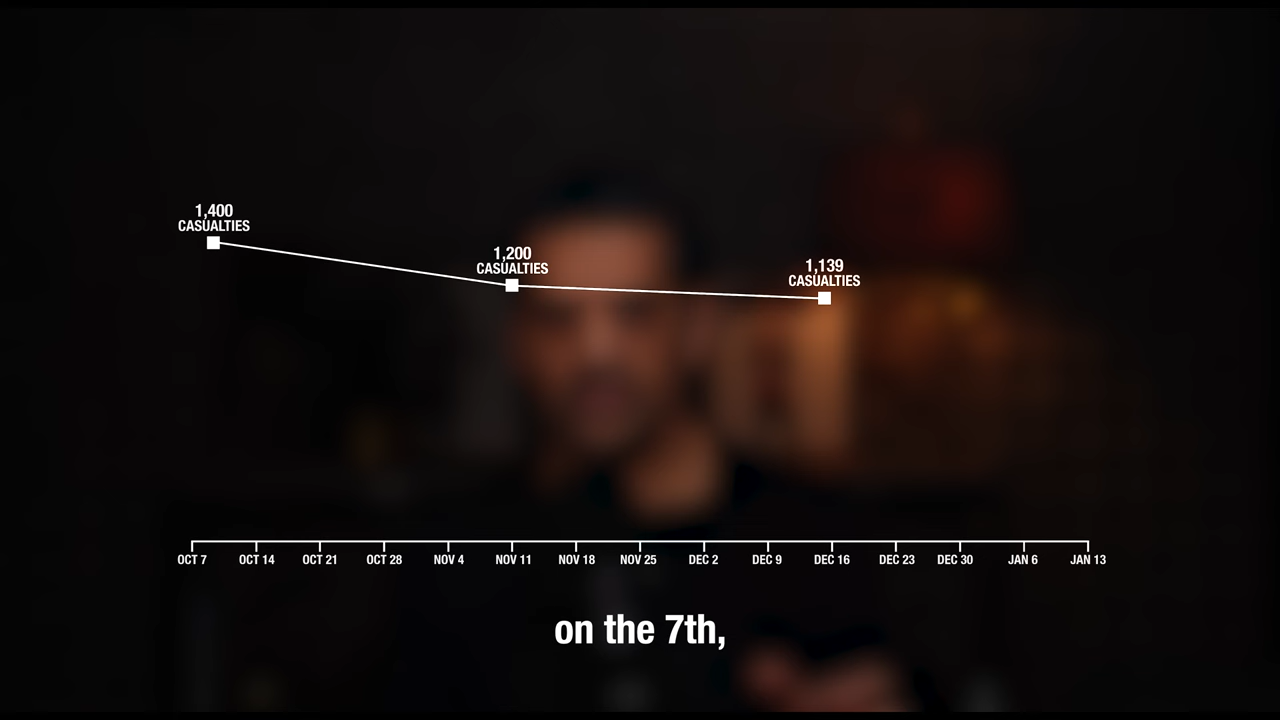 1,400
CASUALTIES
1,200
CASUALTIES
1,139
CASUALTIES
OCT 7 OCT 14 OCT 21 OCT 28 NOV 4 NOV 11 NOV 18 NOV 25 DEC 2 DEC 9 DEC 16 DEC 23 DEC 30 JAN 6 JAN 13
on the 7th,